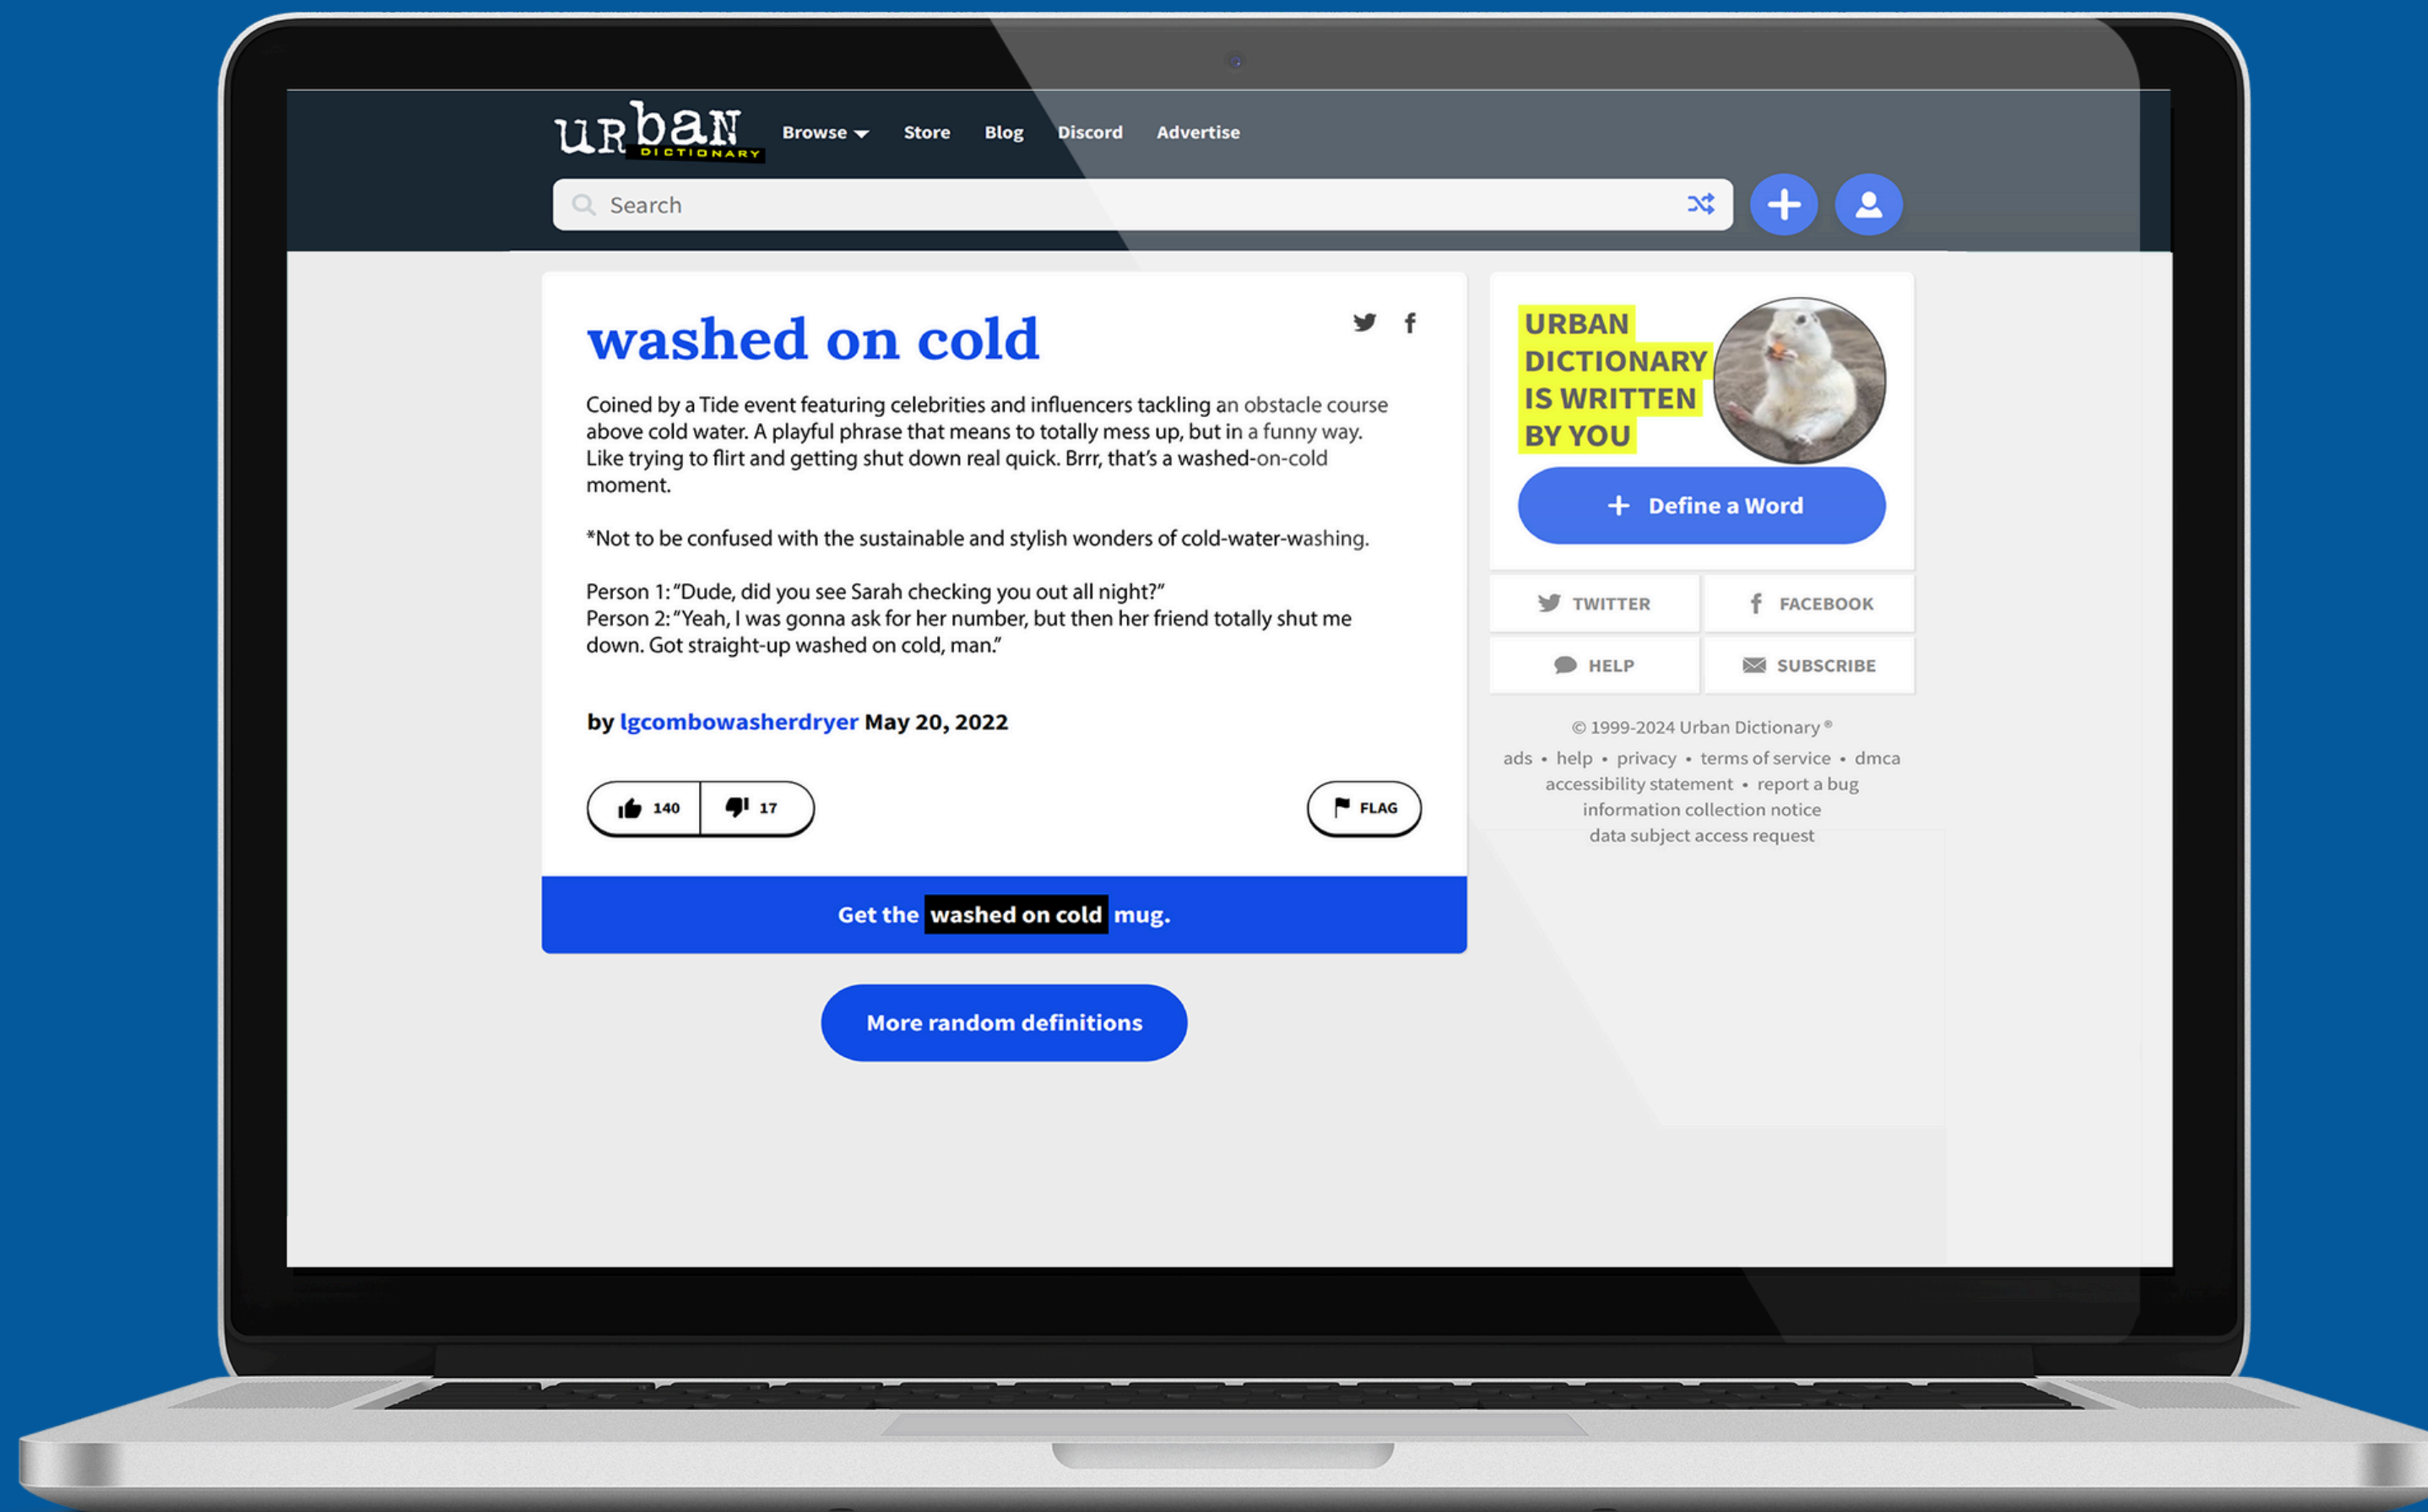 urban
DICTIONARY
Browse Store Blog Discord Advertise
Search
washed on cold
Coined by a Tide event featuring celebrities and influencers tackling an obstacle course
above cold water. A playful phrase that means to totally mess up, but in a funny way.
Like trying to flirt and getting shut down real quick. Brrr, that’s a washed-on-cold
moment.
*Not to be confused with the sustainable and stylish wonders of cold-water-washing.
Person 1: “Dude, did you see Sarah checking you out all night?”
Person 2: “Yeah, I was gonna ask for her number, but then her friend totally shut me
down. Got straight-up washed on cold, man.”
by lgcombowasherdryer May 20, 2022
140 17
FLAG
Get the washed on cold mug.
More random definitions
URBAN
DICTIONARY
IS WRITTEN
BY YOU
+ Define a Word
TWITTER FACEBOOK
HELP SUBSCRIBE
© 1999-2024 Urban Dictionary ®
ads • help • privacy • terms of service • dmca
accessibility statement • report a bug
information collection notice
data subject access request